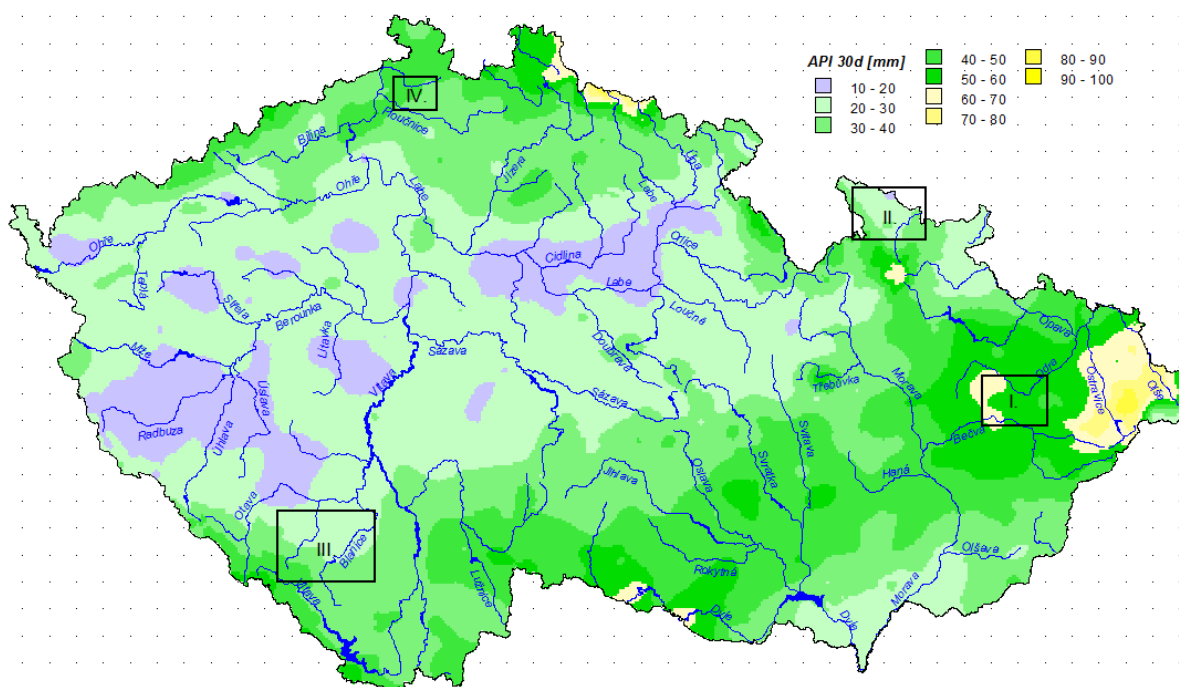 API 30d [mm]
10 - 20
20 - 30
30 - 40
40 - 50
50 - 60
60 - 70
70 - 80
80 - 90
90 - 100
IV.
Ploučnice
Bílina
Ohře
Labe
Jizera
Úpa
Labe
II.
Ohře
Teplá
Cidlina
Orlice
Střela
Berounka
Litavka
Labe
Loučná
Opava
Mže
Sázava
Doubrava
Třebůvka
Morava
Odra
Ostravice
Olše
I.
Úslava
Vltava
Sázava
Radbuza
Úhlava
Svitava
Bečva
Svratka
Oslava
Jihlava
Haná
Otava
III.
Blanice
Olšava
Lužnice
Rokytná
Vltava
Dyje
Dyje
Morava